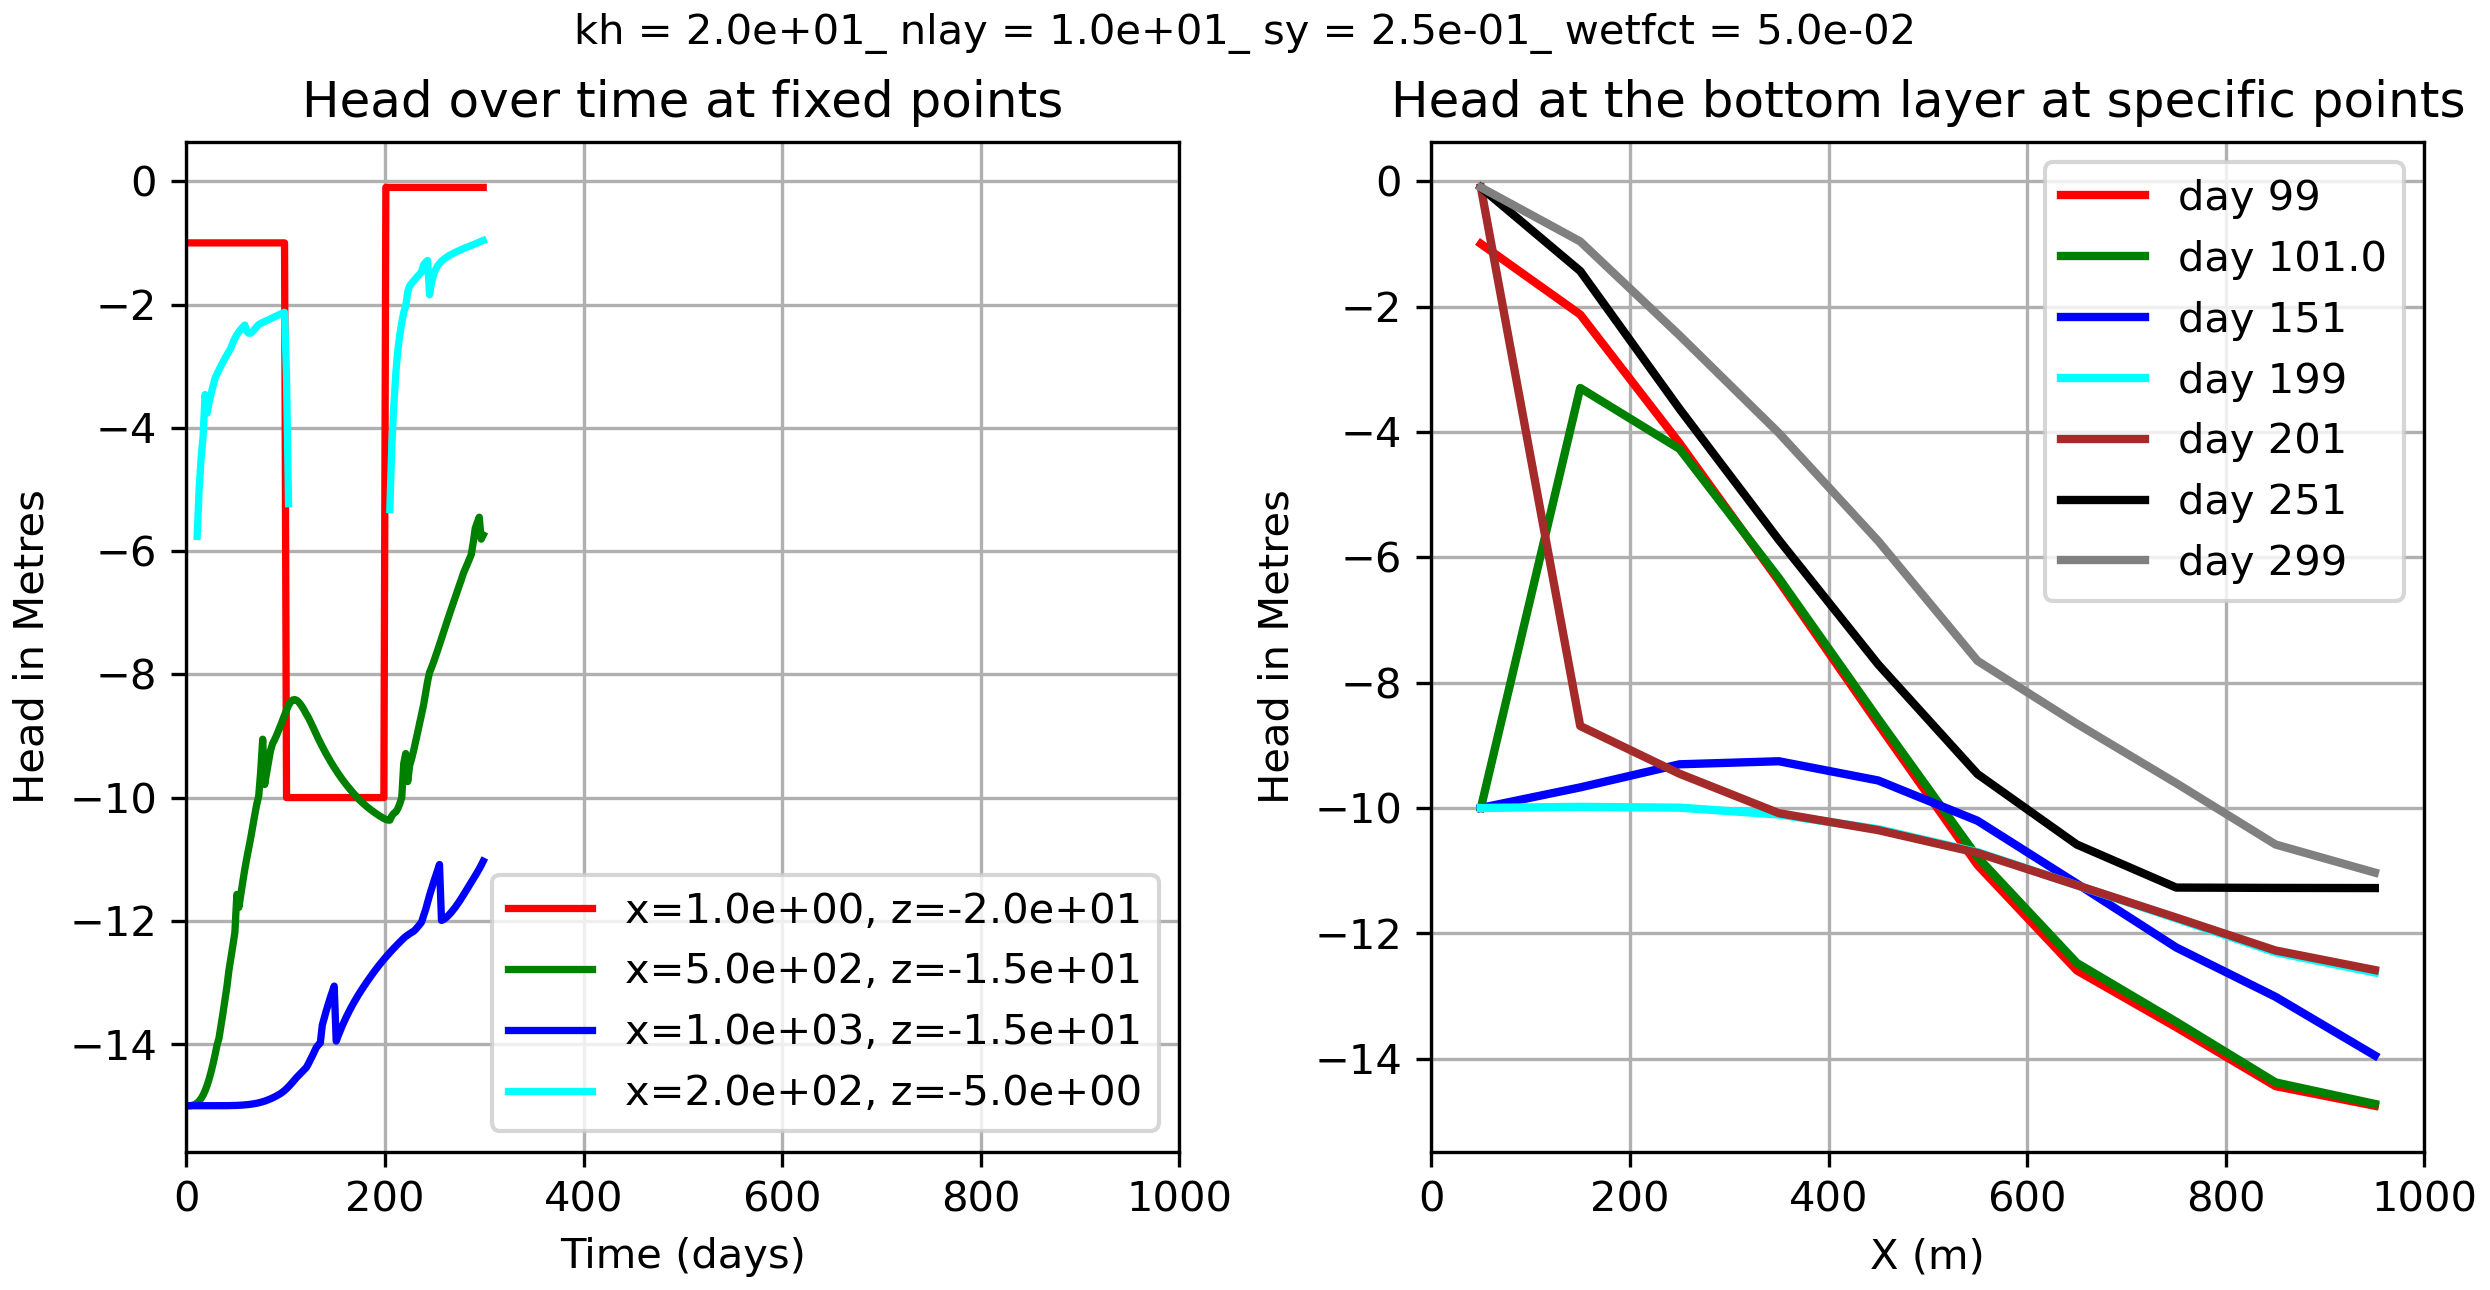 kh = 2.0e+01_ nlay = 1.0e+01_ sy = 2.5e-01_ wetfct = 5.0e-02
Head over time at fixed points
Head in Metres
0
−2
−4
−6
−8
−10
−12
−14
x=1.0e+00, z=-2.0e+01
x=5.0e+02, z=-1.5e+01
x=1.0e+03, z=-1.5e+01
x=2.0e+02, z=-5.0e+00
0 200 400 600 800 1000
Time (days)
Head at the bottom layer at specific points
Head in Metres
0
−2
−4
−6
−8
−10
−12
−14
day 99
day 101.0
day 151
day 199
day 201
day 251
day 299
0 200 400 600 800 1000
X (m)